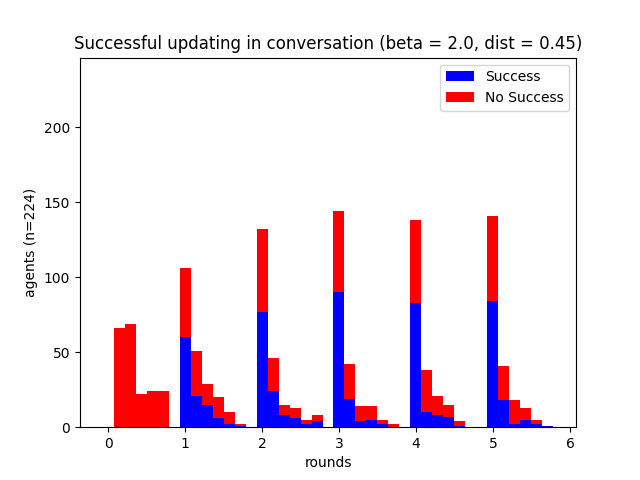 Successful updating in conversation (beta = 2.0, dist = 0.45)
Success
No Success
200
150
100
50
0
agents (n=224)
0 1 2 3 4 5 6
rounds